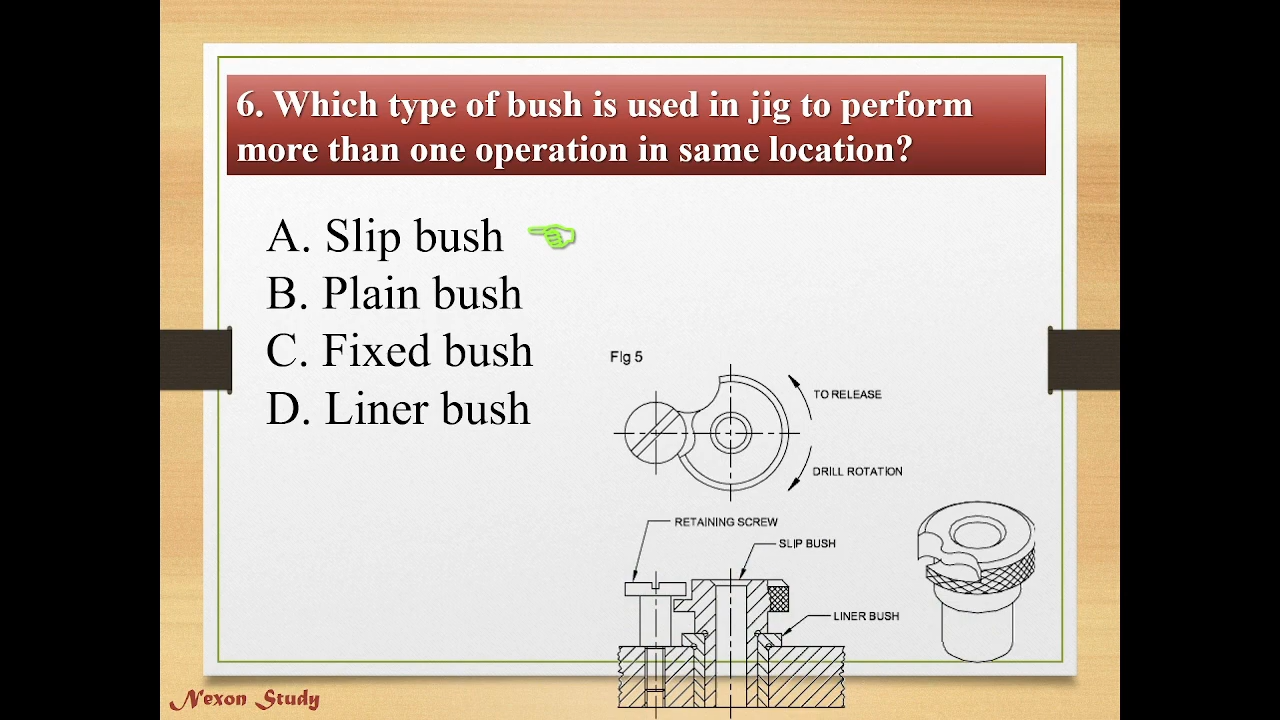 6. Which type of bush is used in jig to perform
more than one operation in same location?
A. Slip bush
B. Plain bush
C. Fixed bush
D. Liner bush
FIg 5
TO RELEASE
DRILL ROTATION
RETAINING SCREW
SLIP BUSH
LINER BUSH
Nexon Study